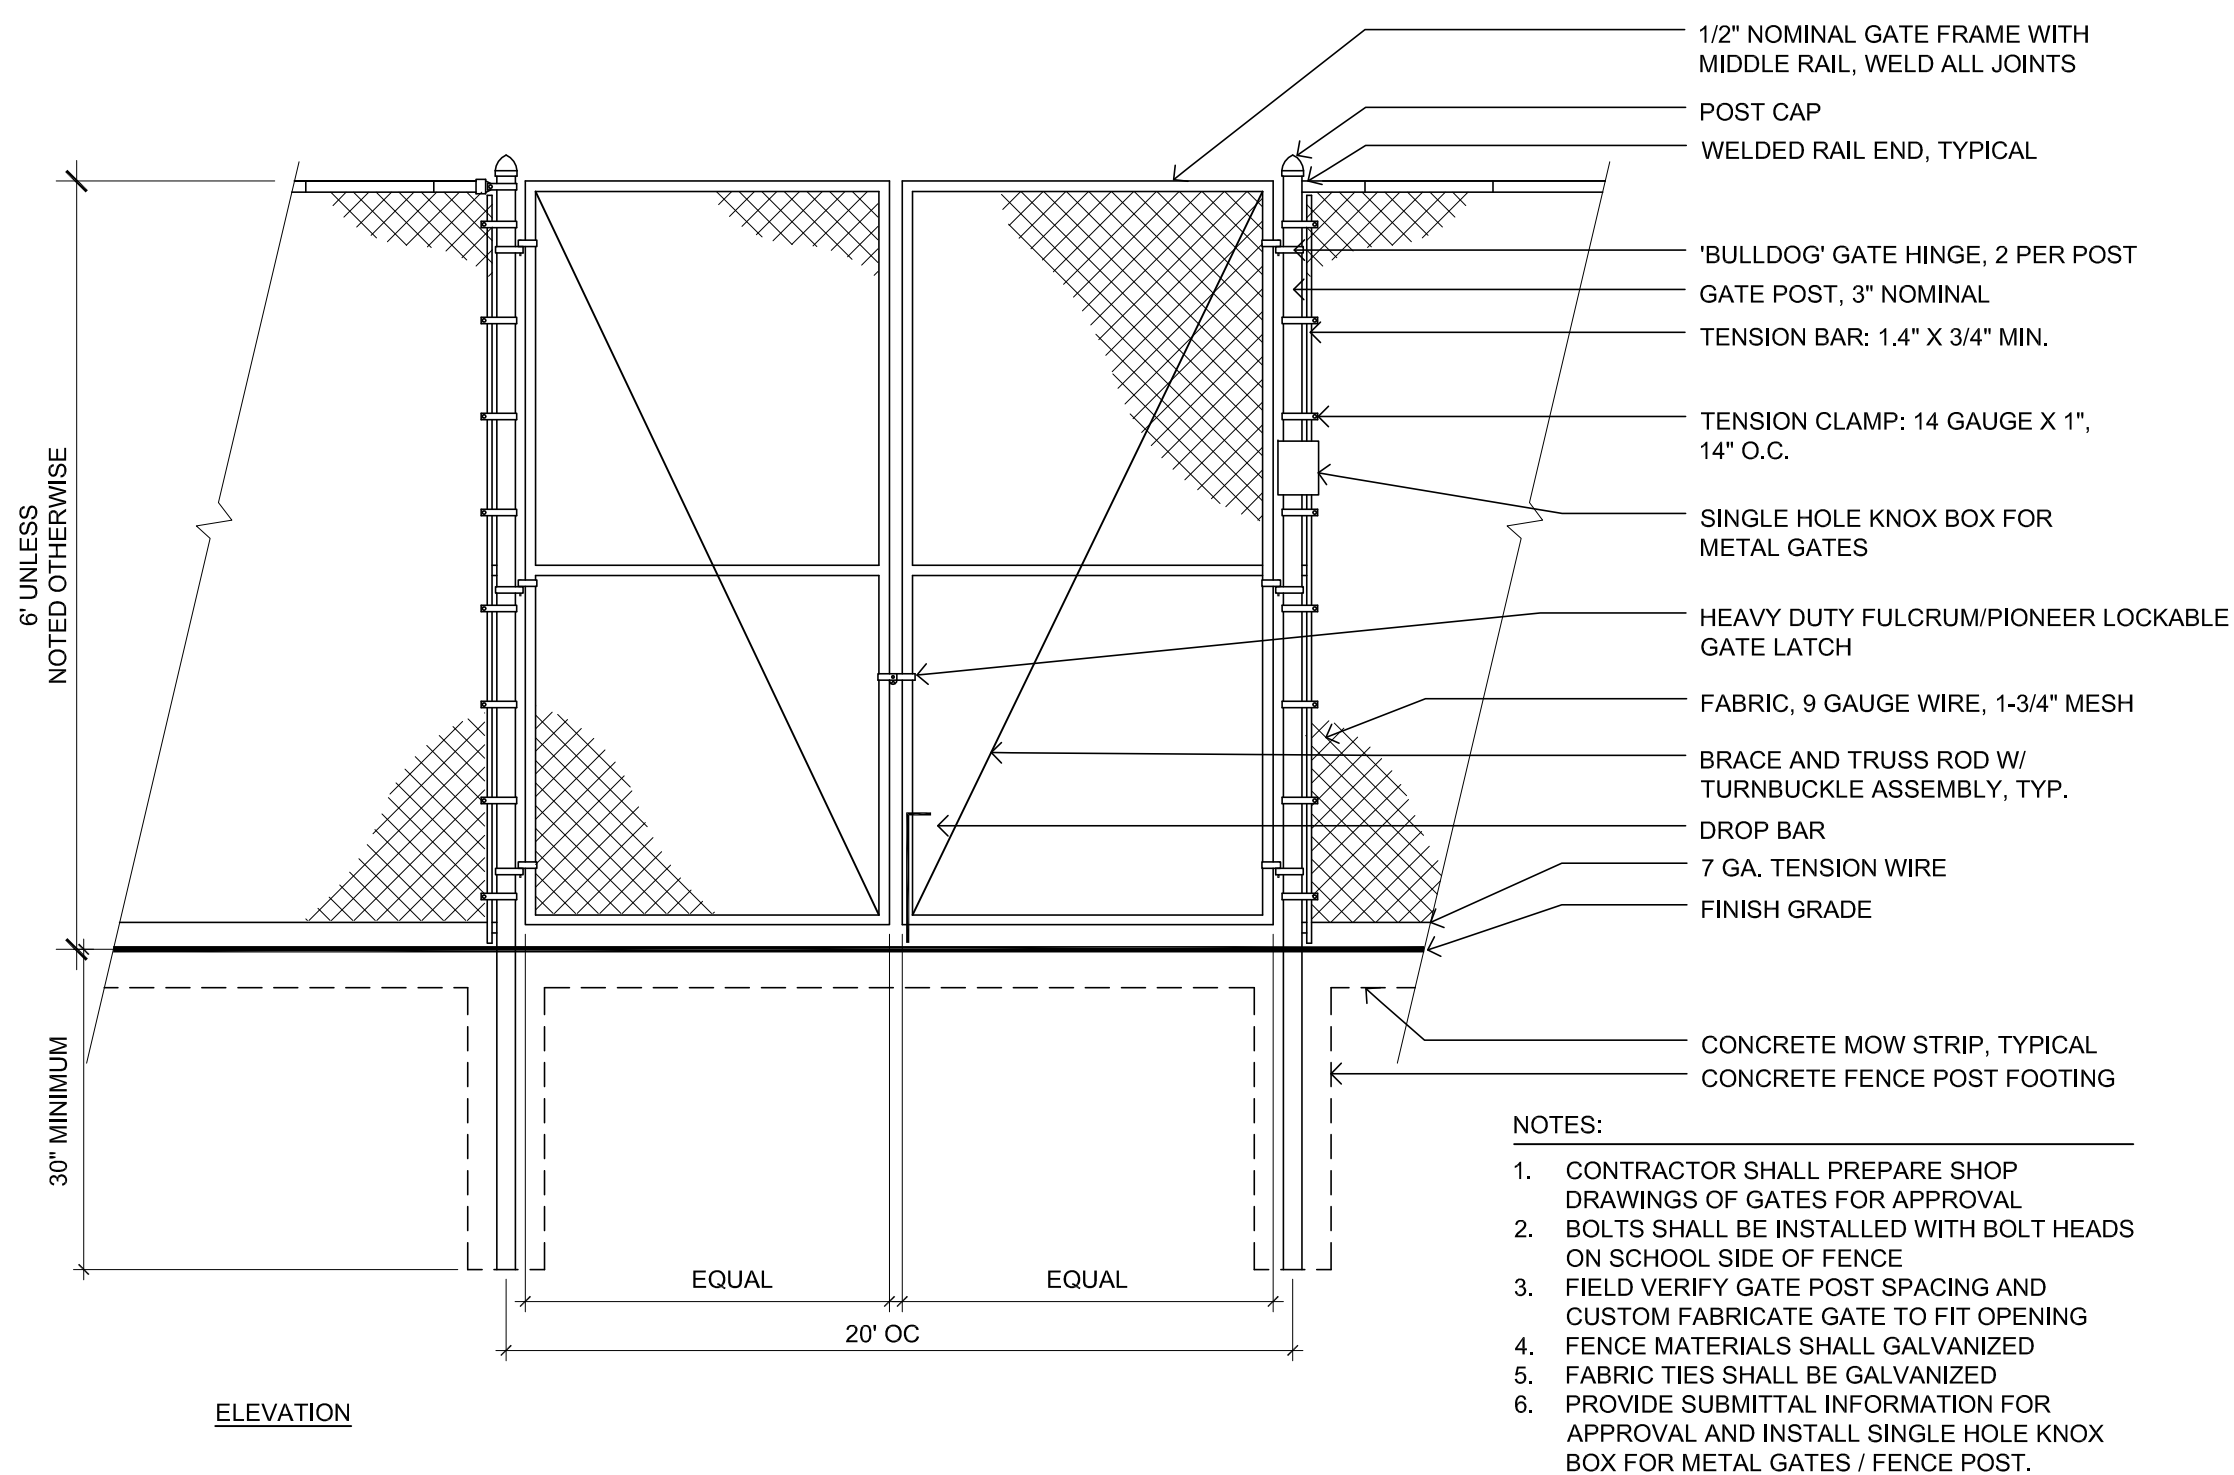 1/2" NOMINAL GATE FRAME WITH
MIDDLE RAIL, WELD ALL JOINTS
POST CAP
WELDED RAIL END, TYPICAL
'BULLDOG' GATE HINGE, 2 PER POST
GATE POST, 3" NOMINAL
TENSION BAR: 1.4" X 3/4" MIN.
TENSION CLAMP: 14 GAUGE X 1",
14" O.C.
SINGLE HOLE KNOX BOX FOR
METAL GATES
HEAVY DUTY FULCRUM/PIONEER LOCKABLE
GATE LATCH
FABRIC, 9 GAUGE WIRE, 1-3/4" MESH
BRACE AND TRUSS ROD W/
TURNBUCKLE ASSEMBLY, TYP.
DROP BAR
7 GA. TENSION WIRE
FINISH GRADE
CONCRETE MOW STRIP, TYPICAL
CONCRETE FENCE POST FOOTING
6' UNLESS
NOTED OTHERWISE
30" MINIMUM
EQUAL
EQUAL
20' OC
ELEVATION
NOTES:
1. CONTRACTOR SHALL PREPARE SHOP
DRAWINGS OF GATES FOR APPROVAL
2. BOLTS SHALL BE INSTALLED WITH BOLT HEADS
ON SCHOOL SIDE OF FENCE
3. FIELD VERIFY GATE POST SPACING AND
CUSTOM FABRICATE GATE TO FIT OPENING
4. FENCE MATERIALS SHALL GALVANIZED
5. FABRIC TIES SHALL BE GALVANIZED
6. PROVIDE SUBMITTAL INFORMATION FOR
APPROVAL AND INSTALL SINGLE HOLE KNOX
BOX FOR METAL GATES / FENCE POST.